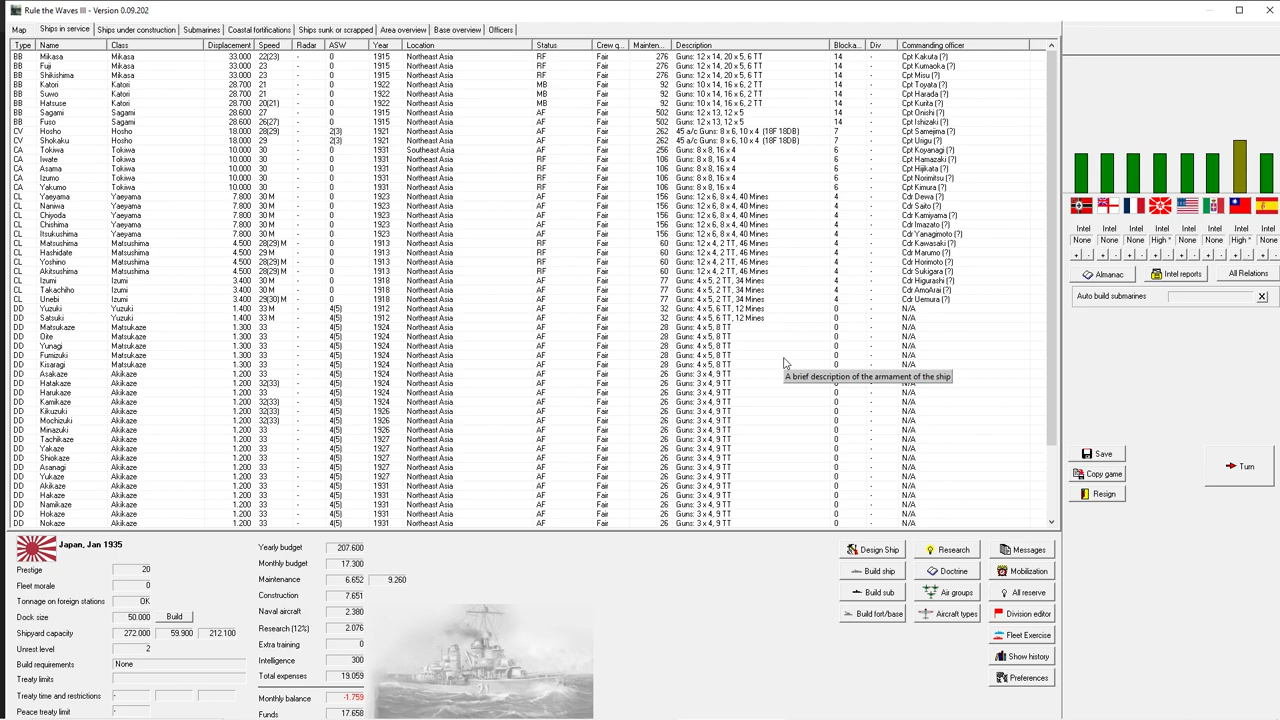 Rule the Waves III - Version 0.09.202
Map Ships in service Ships under construction Submarines Coastal fortifications Ships sunk or scrapped Area overview Base overview Officers
Type Name Class Displacement Speed Radar ASW Year Location Status Crew q... Mainten... Description Blocka... Div Commanding officer
BB Mikasa Mikasa 33.000 22(23) - 0 1915 Northeast Asia RF Fair 276 Guns: 12 x 14, 20 x 5, 6 TT 14 - Cpt Kakuta (?)
BB Fuji Mikasa 33.000 23 - 0 1915 Northeast Asia RF Fair 276 Guns: 12 x 14, 20 x 5, 6 TT 14 - Cpt Kumaoka (?)
BB Shikishima Mikasa 33.000 23 - 0 1915 Northeast Asia RF Fair 276 Guns: 12 x 14, 20 x 5, 6 TT 14 - Cpt Misu (?)
BB Katori Katori 28.700 21 - 0 1922 Northeast Asia MB Fair 92 Guns: 10 x 14, 16 x 6, 2 TT 14 - Cpt Toyata (?)
BB Suwo Katori 28.700 21 - 0 1922 Northeast Asia MB Fair 92 Guns: 10 x 14, 16 x 6, 2 TT 14 - Cpt Harada (?)
BB Hatsuse Katori 28.700 20(21) - 0 1922 Northeast Asia MB Fair 92 Guns: 10 x 14, 16 x 6, 2 TT 14 - Cpt Kurita (?)
BB Sagami Sagami 28.600 27 - 0 1915 Northeast Asia AF Fair 502 Guns: 12 x 13, 12 x 5 14 - Cpt Onishi (?)
BB Fuso Sagami 28.600 26(27) - 0 1915 Northeast Asia AF Fair 502 Guns: 12 x 13, 12 x 5 14 - Cpt Ishizaki (?)
CV Hosho Hosho 18.000 28(29) - 2(3) 1921 Northeast Asia AF Fair 262 45 a/c Guns: 8 x 6, 10 x 4 (18F 18DB) 7 - Cpt Samejima (?)
CV Shokaku Hosho 18.000 29 - 2(3) 1921 Northeast Asia AF Fair 262 45 a/c Guns: 8 x 6, 10 x 4 (18F 18DB) 7 - Cpt Urigu (?)
CA Tokiwa Tokiwa 10.000 30 - 0 1931 Southeast Asia AF Fair 256 Guns: 8 x 8, 16 x 4 6 - Cpt Koyanagi (?)
CA Iwate Tokiwa 10.000 30 - 0 1931 Northeast Asia RF Fair 106 Guns: 8 x 8, 16 x 4 6 - Cpt Hamazaki (?)
CA Asama Tokiwa 10.000 30 - 0 1931 Northeast Asia RF Fair 106 Guns: 8 x 8, 16 x 4 6 - Cpt Hijikata (?)
CA Izumo Tokiwa 10.000 30 - 0 1931 Northeast Asia RF Fair 106 Guns: 8 x 8, 16 x 4 6 - Cpt Norimitsu (?)
CA Yakumo Tokiwa 10.000 30 - 0 1931 Northeast Asia RF Fair 106 Guns: 8 x 8, 16 x 4 6 - Cpt Kimura (?)
CL Yaeyama Yaeyama 7.800 30 M - 0 1923 Northeast Asia AF Fair 156 Guns: 12 x 6, 8 x 4, 40 Mines 4 - Cdr Dewa (?)
CL Naniwa Yaeyama 7.800 30 M - 0 1923 Northeast Asia AF Fair 156 Guns: 12 x 6, 8 x 4, 40 Mines 4 - Cdr Saito (?)
CL Chiyoda Yaeyama 7.800 30 M - 0 1923 Northeast Asia AF Fair 156 Guns: 12 x 6, 8 x 4, 40 Mines 4 - Cdr Kamiyama (?)
CL Chishima Yaeyama 7.800 30 M - 0 1923 Northeast Asia AF Fair 156 Guns: 12 x 6, 8 x 4, 40 Mines 4 - Cdr Imazato (?)
CL Itsukushima Yaeyama 7.800 30 M - 0 1923 Northeast Asia AF Fair 156 Guns: 12 x 6, 8 x 4, 40 Mines 4 - Cdr Yanagimoto (?)
CL Matsushima Matsushima 4.500 28(29) M - 0 1913 Northeast Asia RF Fair 60 Guns: 12 x 4, 2 TT, 46 Mines 4 - Cdr Kawasaki (?)
CL Hashidate Matsushima 4.500 29 M - 0 1913 Northeast Asia RF Fair 60 Guns: 12 x 4, 2 TT, 46 Mines 4 - Cdr Marumo (?)
CL Yoshino Matsushima 4.500 28(29) M - 0 1913 Northeast Asia RF Fair 60 Guns: 12 x 4, 2 TT, 46 Mines 4 - Cdr Horimoto (?)
CL Akitsushima Matsushima 4.500 28(29) M - 0 1913 Northeast Asia RF Fair 60 Guns: 12 x 4, 2 TT, 46 Mines 4 - Cdr Sukigara (?)
CL Izumi Izumi 3.400 28(30) M - 0 1918 Northeast Asia AF Fair 77 Guns: 4 x 5, 2 TT, 34 Mines 4 - Cdr Higurashi (?)
CL Takachiho Izumi 3.400 28(30) M - 0 1918 Northeast Asia AF Fair 77 Guns: 4 x 5, 2 TT, 34 Mines 4 - Cdr AmoArai (?)
CL Unebi Izumi 3.400 29(30) M - 0 1918 Northeast Asia AF Fair 77 Guns: 4 x 5, 2 TT, 34 Mines 4 - Cdr Uemura (?)
DD Yuzuki Yuzuki 1.400 33 M - 4(5) 1912 Northeast Asia AF Fair 32 Guns: 4 x 5, 6 TT, 12 Mines 0 - N/A
DD Satsuki Yuzuki 1.400 33 M - 4(5) 1912 Northeast Asia AF Fair 32 Guns: 4 x 5, 6 TT, 12 Mines 0 - N/A
DD Matsukaze Matsukaze 1.300 33 - 4(5) 1924 Northeast Asia AF Fair 28 Guns: 4 x 5, 8 TT 0 - N/A
DD Oite Matsukaze 1.300 33 - 4(5) 1924 Northeast Asia AF Fair 28 Guns: 4 x 5, 8 TT 0 - N/A
DD Yunagi Matsukaze 1.300 33 - 4(5) 1924 Northeast Asia AF Fair 28 Guns: 4 x 5, 8 TT 0 - N/A
DD Fumizuki Matsukaze 1.300 33 - 4(5) 1924 Northeast Asia AF Fair 28 Guns: 4 x 5, 8 TT 0 - N/A
DD Kisaragi Matsukaze 1.300 33 - 4(5) 1924 Northeast Asia AF Fair 28 Guns: 4 x 5, 8 TT 0 - N/A
DD Asakaze Akikaze 1.200 33 - 4(5) 1924 Northeast Asia AF Fair 26 Guns: 3 x 4, 9 TT 0 - N/A
A brief description of the armament of the ship
DD Hatakaze Akikaze 1.200 32(33) - 4(5) 1924 Northeast Asia AF Fair 26 Guns: 3 x 4, 9 TT 0 - N/A
DD Harukaze Akikaze 1.200 33 - 4(5) 1924 Northeast Asia AF Fair 26 Guns: 3 x 4, 9 TT 0 - N/A
DD Kamikaze Akikaze 1.200 32(33) - 4(5) 1924 Northeast Asia AF Fair 26 Guns: 3 x 4, 9 TT 0 - N/A
DD Kikuzuki Akikaze 1.200 32(33) - 4(5) 1924 Northeast Asia AF Fair 26 Guns: 3 x 4, 9 TT 0 - N/A
DD Mochizuki Akikaze 1.200 32(33) - 4(5) 1926 Northeast Asia AF Fair 26 Guns: 3 x 4, 9 TT 0 - N/A
DD Minazuki Akikaze 1.200 33 - 4(5) 1926 Northeast Asia AF Fair 26 Guns: 3 x 4, 9 TT 0 - N/A
DD Tachikaze Akikaze 1.200 33 - 4(5) 1927 Northeast Asia AF Fair 26 Guns: 3 x 4, 9 TT 0 - N/A
DD Yakaze Akikaze 1.200 33 - 4(5) 1927 Northeast Asia AF Fair 26 Guns: 3 x 4, 9 TT 0 - N/A
DD Shiokaze Akikaze 1.200 33 - 4(5) 1927 Northeast Asia AF Fair 26 Guns: 3 x 4, 9 TT 0 - N/A
DD Asanagi Akikaze 1.200 33 - 4(5) 1927 Northeast Asia AF Fair 26 Guns: 3 x 4, 9 TT 0 - N/A
DD Yukaze Akikaze 1.200 33 - 4(5) 1927 Northeast Asia AF Fair 26 Guns: 3 x 4, 9 TT 0 - N/A
DD Akikaze Akikaze 1.200 33 - 4(5) 1931 Northeast Asia AF Fair 26 Guns: 3 x 4, 9 TT 0 - N/A
DD Hakaze Akikaze 1.200 33 - 4(5) 1931 Northeast Asia AF Fair 26 Guns: 3 x 4, 9 TT 0 - N/A
DD Namikaze Akikaze 1.200 33 - 4(5) 1931 Northeast Asia AF Fair 26 Guns: 3 x 4, 9 TT 0 - N/A
DD Hokaze Akikaze 1.200 33 - 4(5) 1931 Northeast Asia AF Fair 26 Guns: 3 x 4, 9 TT 0 - N/A
DD Nokaze Akikaze 1.200 33 - 4(5) 1931 Northeast Asia AF Fair 26 Guns: 3 x 4, 9 TT 0 - N/A
Intel Intel Intel Intel Intel Intel Intel Intel
None None None High * None None High * None
+ - + - + - + - + - + - + - + -
Almanac Intel reports All Relations
Auto build submarines X
Save
Turn
Copy game
Resign
Japan, Jan 1935
Prestige 20
Fleet morale 0
Tonnage on foreign stations OK
Dock size 50.000 Build
Shipyard capacity 272.000 59.900 212.100
Unrest level 2
Build requirements None
Treaty limits
Treaty time and restrictions -
Peace treaty limit -
Yearly budget 207.600
Monthly budget 17.300
Maintenance 6.652 9.260
Construction 7.651
Naval aircraft 2.380
Research (12%) 2.076
Extra training 0
Intelligence 300
Total expenses 19.059
Monthly balance -1.759
Funds 17.658
Design Ship Research Messages
Build ship Doctrine Mobilization
Build sub Air groups All reserve
Build fort/base Aircraft types Division editor
Fleet Exercise
Show history
Preferences